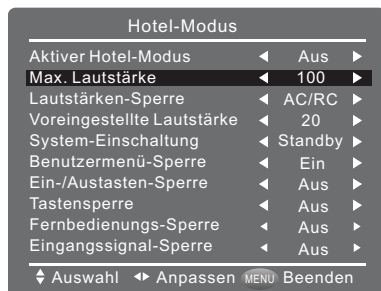 Hotel-Modus
Aktiver Hotel-Modus Aus
Max. Lautstärke 100
Lautstärken-Sperre AC/RC
Voreingestellte Lautstärke 20
System-Einschaltung Standby
Benutzermenü-Sperre Ein
Ein-/Austasten-Sperre Aus
Tastensperre Aus
Fernbedienungs-Sperre Aus
Eingangssignal-Sperre Aus
Auswahl Anpassen MENU Beenden